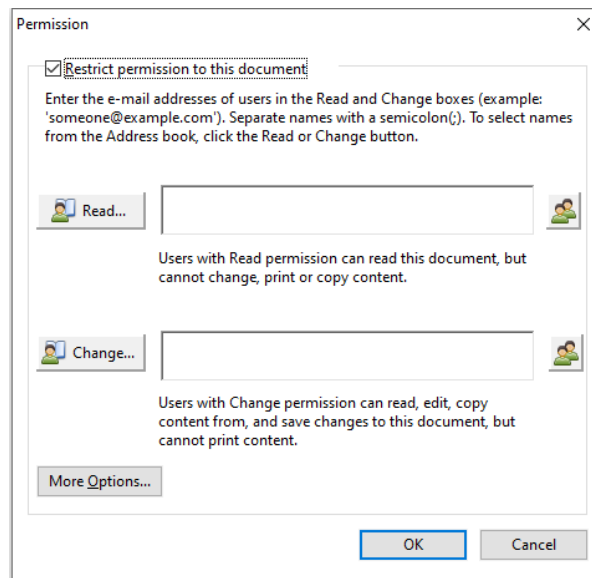 Permission
Restrict permission to this document
Enter the e-mail addresses of users in the Read and Change boxes (example:
'someone@example.com'). Separate names with a semicolon(;). To select names
from the Address book, click the Read or Change button.
Read...
Users with Read permission can read this document, but
cannot change, print or copy content.
Change...
Users with Change permission can read, edit, copy
content from, and save changes to this document, but
cannot print content.
More Options...
OK Cancel